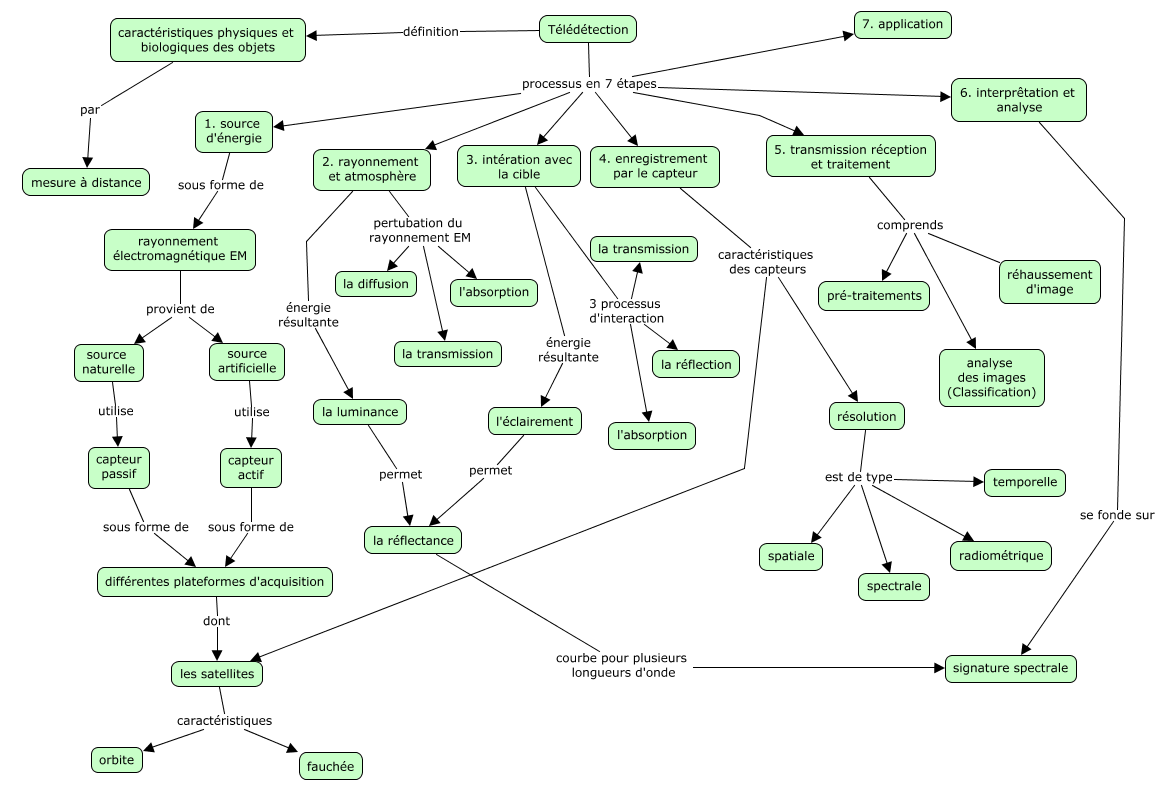 caractéristiques physiques et
biologiques des objets
définition
Télédétection
7. application
processus en 7 étapes
par
mesure à distance
1. source
d'énergie
2. rayonnement
et atmosphère
3. intération avec
la cible
4. enregistrement
par le capteur
5. transmission réception
et traitement
6. interprêtation et
analyse
sous forme de
rayonnement
électromagnétique EM
provient de
source
naturelle
source
artificielle
utilise
utilise
capteur
passif
capteur
actif
sous forme de
sous forme de
différentes plateformes d'acquisition
dont
les satellites
caractéristiques
orbite
fauchée
pertubation du
rayonnement EM
la diffusion
l'absorption
la transmission
énergie
résultante
la luminance
permet
énergie
résultante
l'éclairement
permet
la réflectance
la transmission
3 processus
d'interaction
la réflection
l'absorption
caractéristiques
des capteurs
résolution
est de type
temporelle
spatiale
spectrale
radiométrique
comprends
pré-traitements
réhaussement
d'image
analyse
des images
(Classification)
se fonde sur
courbe pour plusieurs
longueurs d'onde
signature spectrale